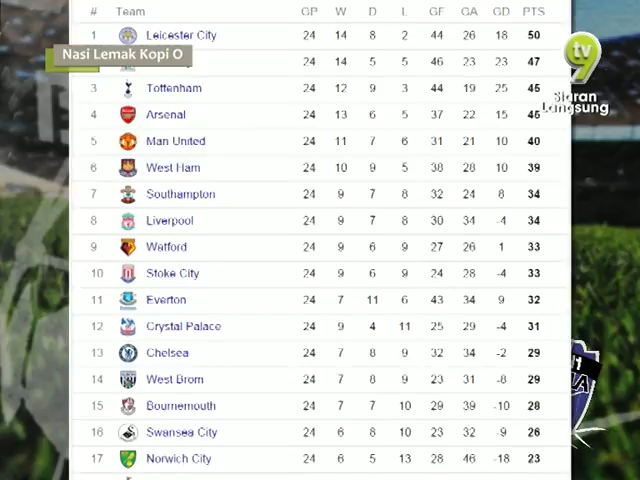 # Team GP W D L GF GA GD PTS
1 Leicester City 24 14 8 2 44 26 18 50
Nasi Lemak Kopi O
24 14 5 5 46 23 23 47
tv9
3 Tottenham 24 12 9 3 44 19 25 45
Siaran
4 Arsenal 24 13 6 5 37 22 15 45
Langsung
5 Man United 24 11 7 6 31 21 10 40
6 West Ham 24 10 9 5 38 28 10 39
7 Southampton 24 9 7 8 32 24 8 34
8 Liverpool 24 9 7 8 30 34 -4 34
9 Watford 24 9 6 9 27 26 1 33
10 Stoke City 24 9 6 9 24 28 -4 33
11 Everton 24 7 11 6 43 34 9 32
12 Crystal Palace 24 9 4 11 25 29 -4 31
13 Chelsea 24 7 8 9 32 34 -2 29
14 West Brom 24 7 8 9 23 31 -8 29
15 Bournemouth 24 7 7 10 29 39 -10 28
16 Swansea City 24 6 8 10 23 32 -9 26
17 Norwich City 24 6 5 13 28 46 -18 23